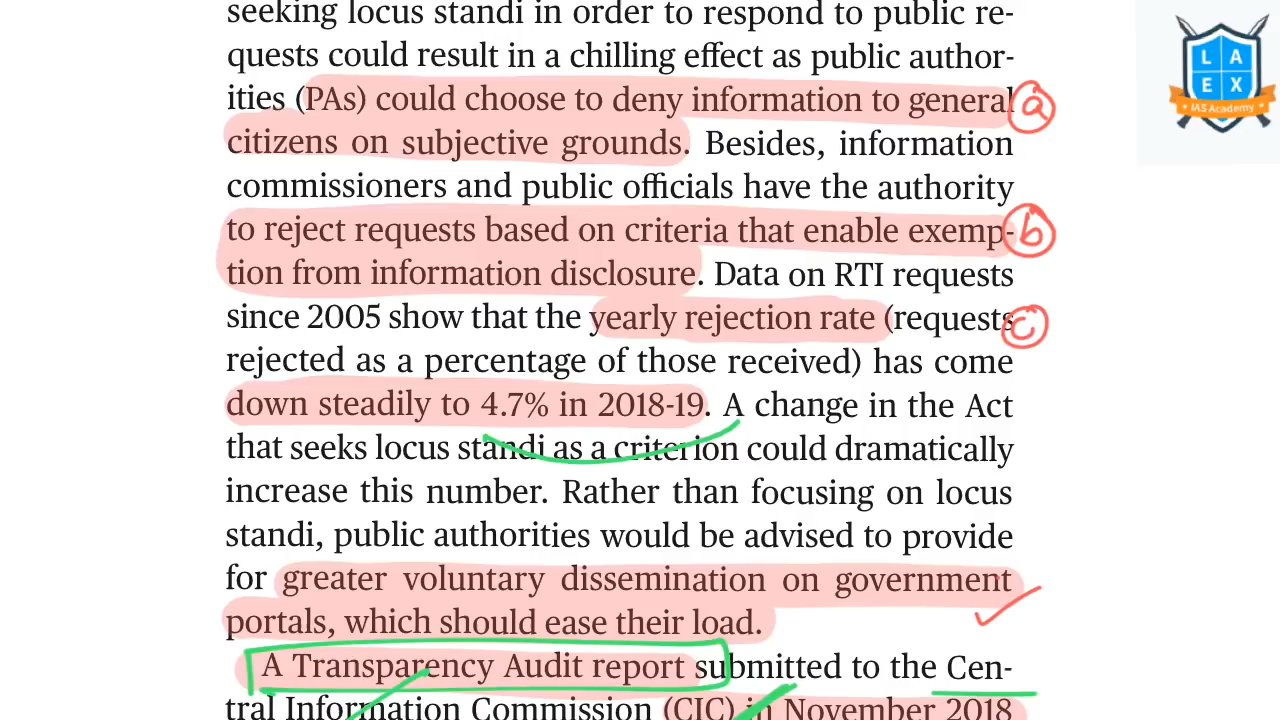 seeking locus standi in order to respond to public re-
quests could result in a chilling effect as public author-
ities (PAs) could choose to deny information to general
a
citizens on subjective grounds. Besides, information
commissioners and public officials have the authority
to reject requests based on criteria that enable exemp-
b
tion from information disclosure. Data on RTI requests
since 2005 show that the yearly rejection rate (requests
c
rejected as a percentage of those received) has come
down steadily to 4.7% in 2018-19. A change in the Act
that seeks locus standi as a criterion could dramatically
increase this number. Rather than focusing on locus
standi, public authorities would be advised to provide
for greater voluntary dissemination on government
portals, which should ease their load.
A Transparency Audit report submitted to the Cen-
tral Information Commission (CIC) in November 2018
L A
E X
IAS Academy